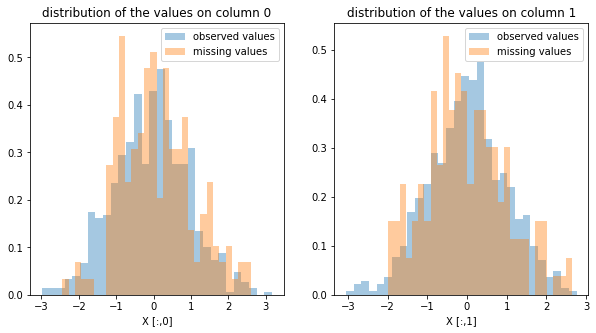 distribution of the values on column 0
observed values
missing values
0.5
0.4
0.3
0.2
0.1
0.0
−3 −2 −1 0 1 2 3
X [:,0]
distribution of the values on column 1
observed values
missing values
0.5
0.4
0.3
0.2
0.1
0.0
−3 −2 −1 0 1 2 3
X [:,1]